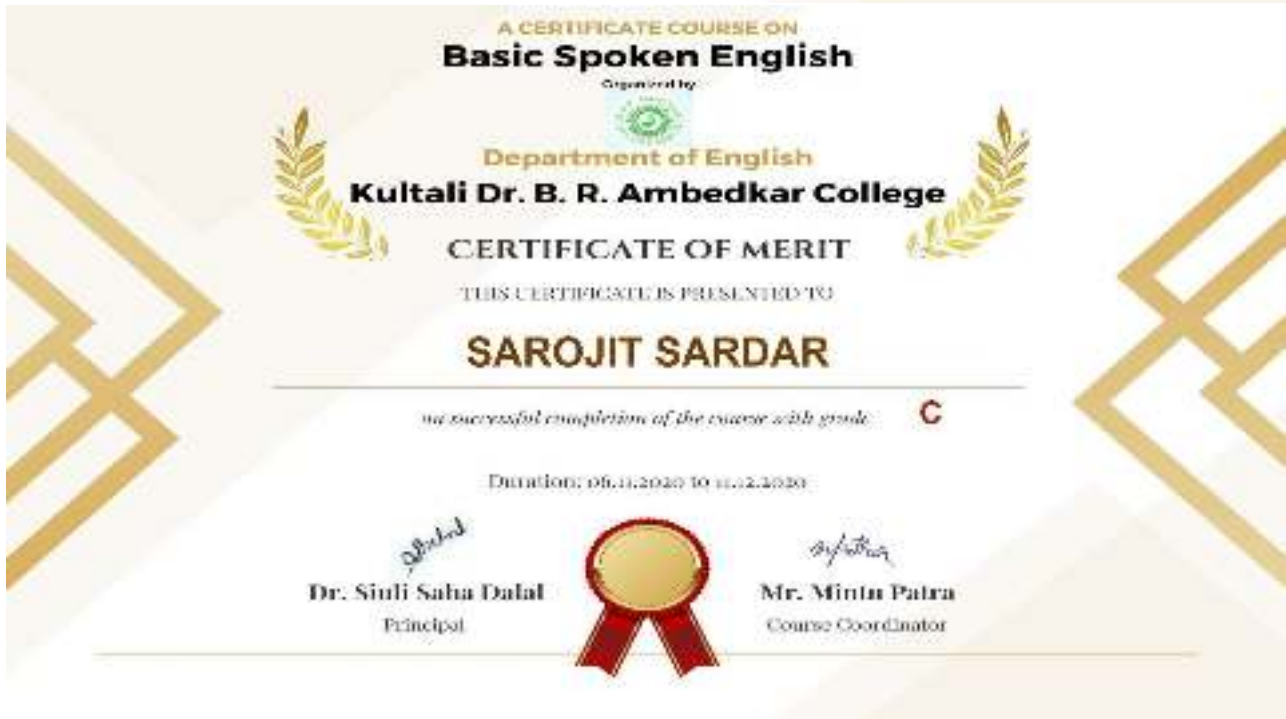 A CERTIFICATE COURSE ON
Basic Spoken English
Organized by
Department of English
Kultali Dr. B. R. Ambedkar College
CERTIFICATE OF MERIT
THIS CERTIFICATE IS PRESENTED TO
SAROJIT SARDAR
on successful completion of the course with grade C
Duration: 06.11.2020 to 11.12.2020
Dr. Siuli Saha Dalal
Principal
Mr. Mintu Patra
Course Coordinator